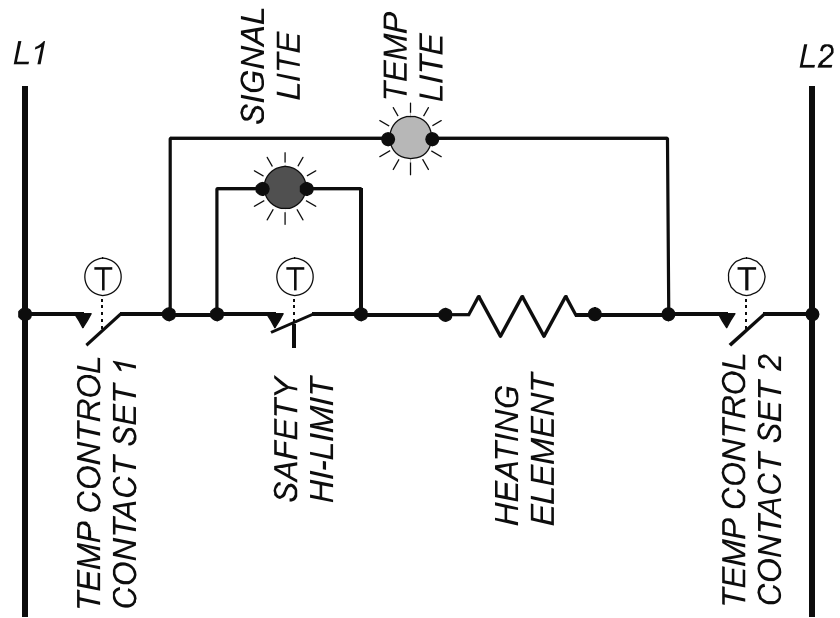 L1
SIGNAL
LITE
TEMP
LITE
L2
T
T
T
TEMP CONTROL
CONTACT SET 1
SAFETY
HI-LIMIT
HEATING
ELEMENT
TEMP CONTROL
CONTACT SET 2